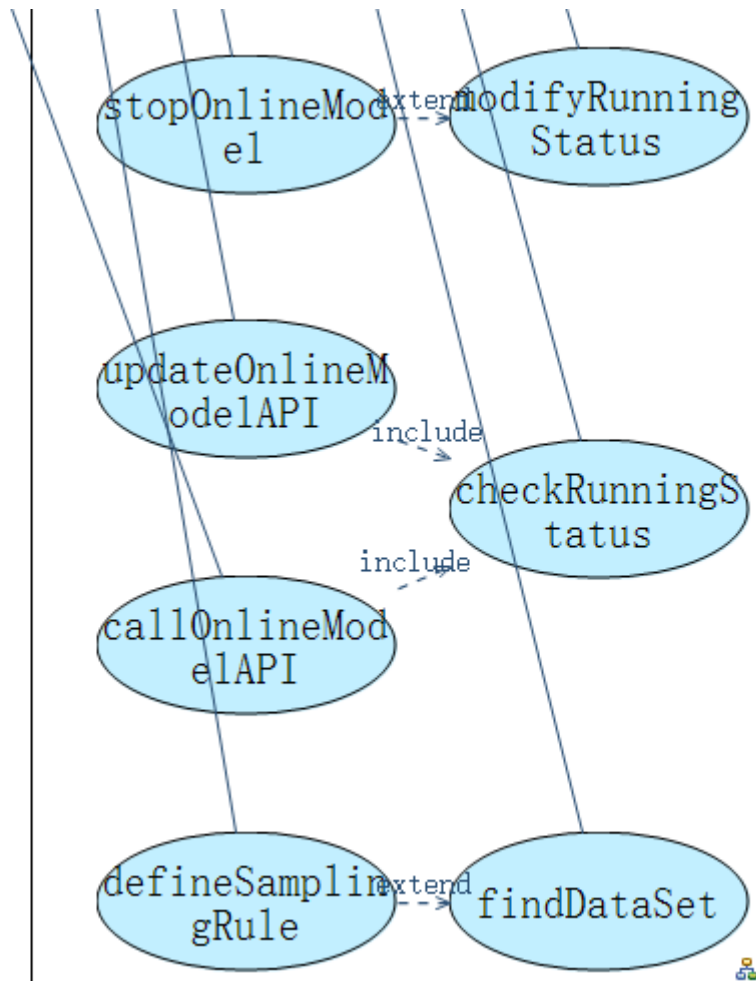 stopOnlineMod
el
extend
modifyRunning
Status
updateOnlineM
odelAPI
include
checkRunningS
tatus
include
callOnlineMod
elAPI
defineSamplin
gRule
extend
findDataSet